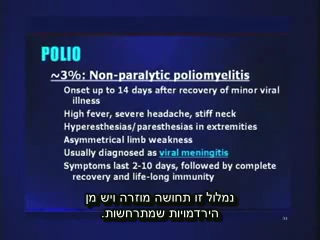 POLIO
~3%: Non-paralytic poliomyelitis
Onset up to 14 days after recovery of minor viral
illness
High fever, severe headache, stiff neck
Hyperesthesias/paresthesias in extremities
Asymmetrical limb weakness
Usually diagnosed as viral meningitis
Symptoms last 2-10 days, followed by complete
recovery and life-long immunity
נמלול זו תחושה מוזרה ויש מן
הירדמויות שמתרחשות.